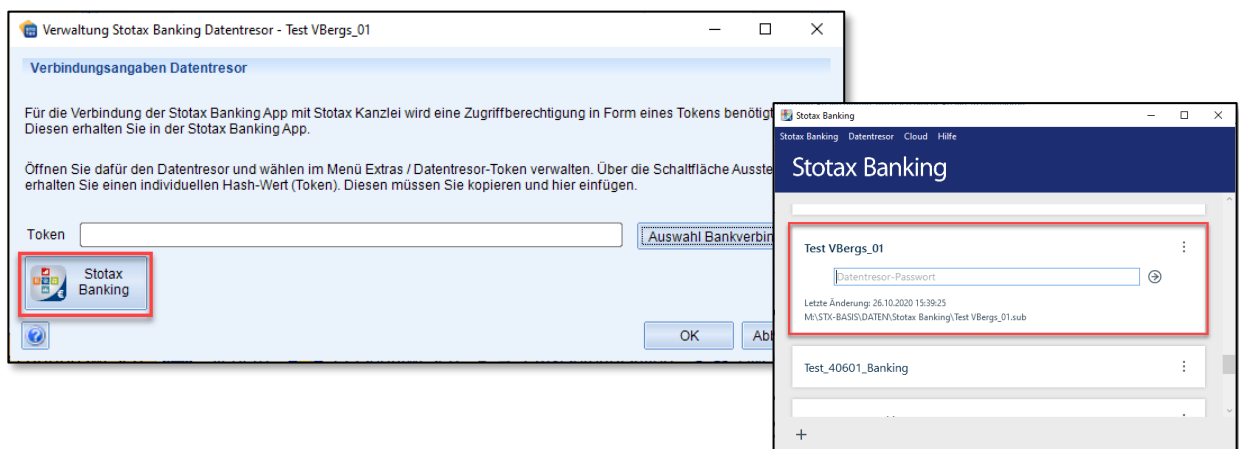 Verwaltung Stotax Banking Datentresor - Test VBergs_01
Verbindungsangaben Datentresor
Für die Verbindung der Stotax Banking App mit Stotax Kanzlei wird eine Zugriffberechtigung in Form eines Tokens benötigt
Diesen erhalten Sie in der Stotax Banking App.
Öffnen Sie dafür den Datentresor und wählen im Menü Extras / Datentresor-Token verwalten. Über die Schaltfläche Ausste
erhalten Sie einen individuellen Hash-Wert (Token). Diesen müssen Sie kopieren und hier einfügen.
Token
Auswahl Bankverbin
Stotax
Banking
OK
Abb
Stotax Banking
Stotax Banking Datentresor Cloud Hilfe
Stotax Banking
Test VBergs_01
Datentresor-Passwort
Letzte Änderung: 26.10.2020 15:39:25
M:\STX-BASIS\DATEN\Stotax Banking\Test VBergs_01.sub
Test_40601_Banking